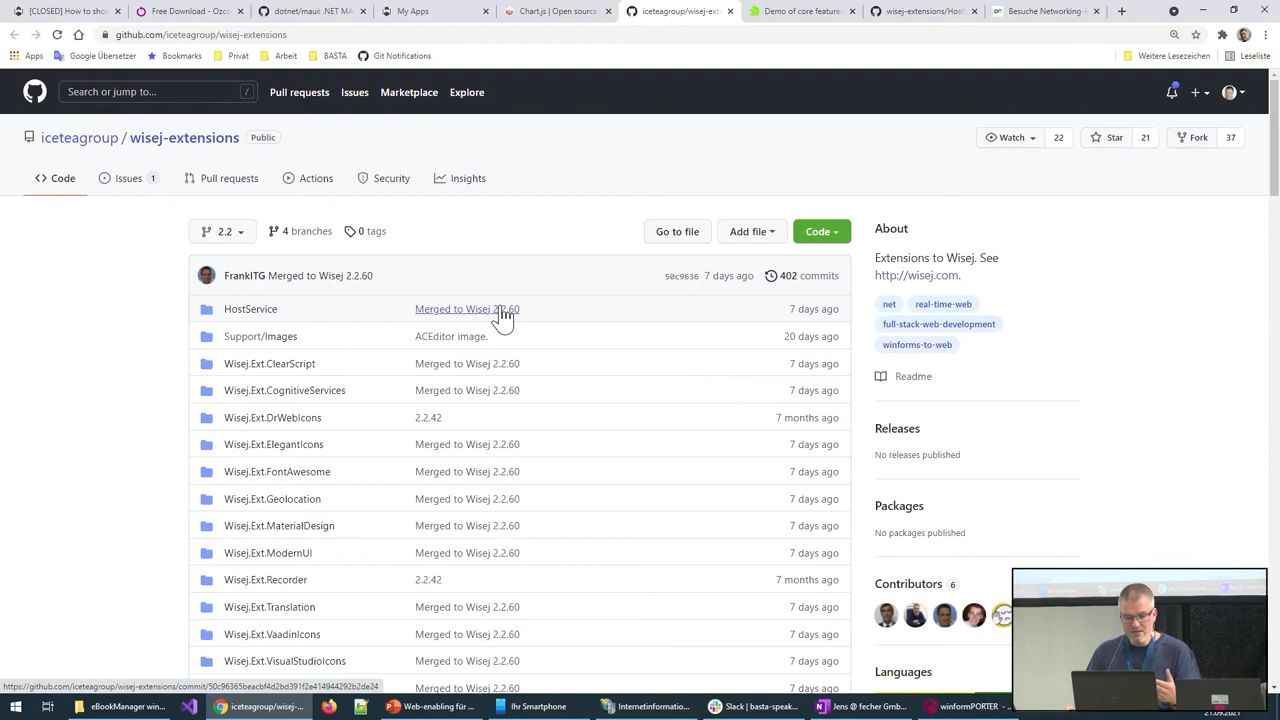 [CLOSED] How to sho
Download Free - Ozco
dotnet/maui: .NET MA
My Apps
Chart.js | Open source
iceteagroup/wisej-exte
Demo of core features
wisej-extensions/Host
Besuche Networking-
github.com/iceteagroup/wisej-extensions
Apps
Google Übersetzer
Bookmarks
Privat
Arbeit
BASTA
Git Notifications
Weitere Lesezeichen
Leseliste
Search or jump to...
/
Pull requests
Issues
Marketplace
Explore
iceteagroup / wisej-extensions
Public
Watch
22
Star
21
Fork
37
Code
Issues 1
Pull requests
Actions
Security
Insights
2.2
4 branches
0 tags
Go to file
Add file
Code
FrankITG Merged to Wisej 2.2.60
50c9636 7 days ago
402 commits
HostService Merged to Wisej 2.2.60 7 days ago
Support/Images ACEditor image. 20 days ago
Wisej.Ext.ClearScript Merged to Wisej 2.2.60 7 days ago
Wisej.Ext.CognitiveServices Merged to Wisej 2.2.60 7 days ago
Wisej.Ext.DrWebIcons 2.2.42 7 months ago
Wisej.Ext.ElegantIcons Merged to Wisej 2.2.60 7 days ago
Wisej.Ext.FontAwesome Merged to Wisej 2.2.60 7 days ago
Wisej.Ext.Geolocation Merged to Wisej 2.2.60 7 days ago
Wisej.Ext.MaterialDesign Merged to Wisej 2.2.60 7 days ago
Wisej.Ext.ModernUI Merged to Wisej 2.2.60 7 days ago
Wisej.Ext.Recorder 2.2.42 7 months ago
Wisej.Ext.Translation Merged to Wisej 2.2.60 7 days ago
Wisej.Ext.VaadinIcons Merged to Wisej 2.2.60 7 days ago
Wisej.Ext.VisualStudioIcons Merged to Wisej 2.2.60 7 days ago
Merged to Wisej 2.2.60 7 days ago
About
Extensions to Wisej. See
http://wisej.com.
net
real-time-web
full-stack-web-development
winforms-to-web
Readme
Releases
No releases published
Packages
No packages published
Contributors 6
Languages
eBookManager win...
iceteagroup/wisej-...
Web-enabling für ...
Ihr Smartphone
Internetinformatio...
Slack | basta-speak...
Jens @ fecher Gmb...
winformPORTER ...
21.09.2021